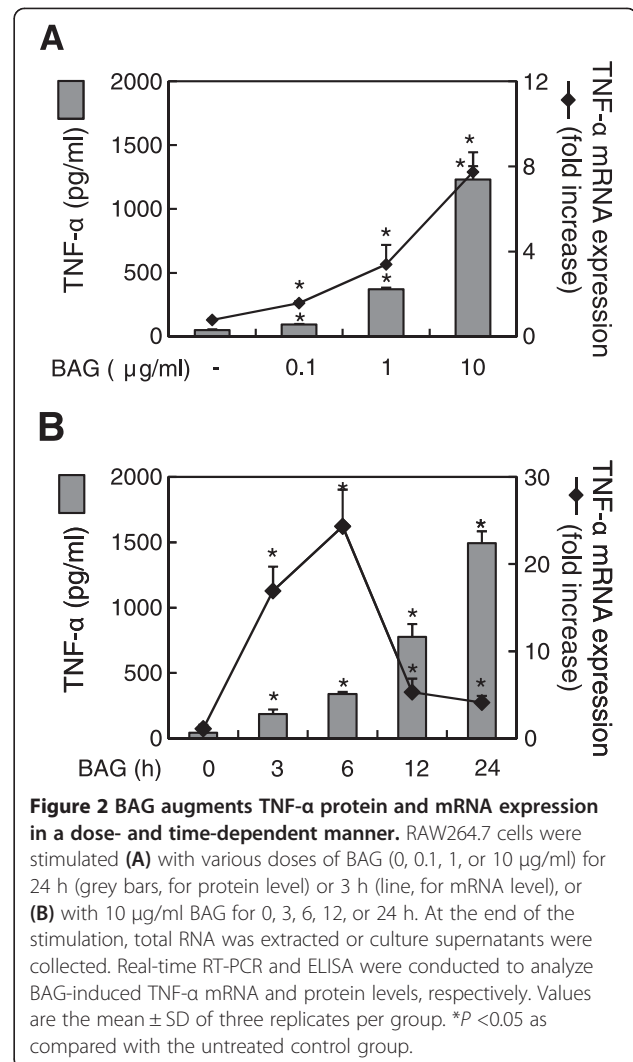 A
2000
1500
1000
500
0
TNF-α (pg/ml)
12
8
4
0
TNF-α mRNA expression
(fold increase)
* * * * * *
BAG ( μg/ml) - 0.1 1 10
B
2000
1500
1000
500
0
TNF-α (pg/ml)
30
20
10
0
TNF-α mRNA expression
(fold increase)
* * * * * * * *
BAG (h) 0 3 6 12 24
Figure 2 BAG augments TNF-α protein and mRNA expression
in a dose- and time-dependent manner. RAW264.7 cells were
stimulated (A) with various doses of BAG (0, 0.1, 1, or 10 μg/ml) for
24 h (grey bars, for protein level) or 3 h (line, for mRNA level), or
(B) with 10 μg/ml BAG for 0, 3, 6, 12, or 24 h. At the end of the
stimulation, total RNA was extracted or culture supernatants were
collected. Real-time RT-PCR and ELISA were conducted to analyze
BAG-induced TNF-α mRNA and protein levels, respectively. Values
are the mean ± SD of three replicates per group. *P <0.05 as
compared with the untreated control group.